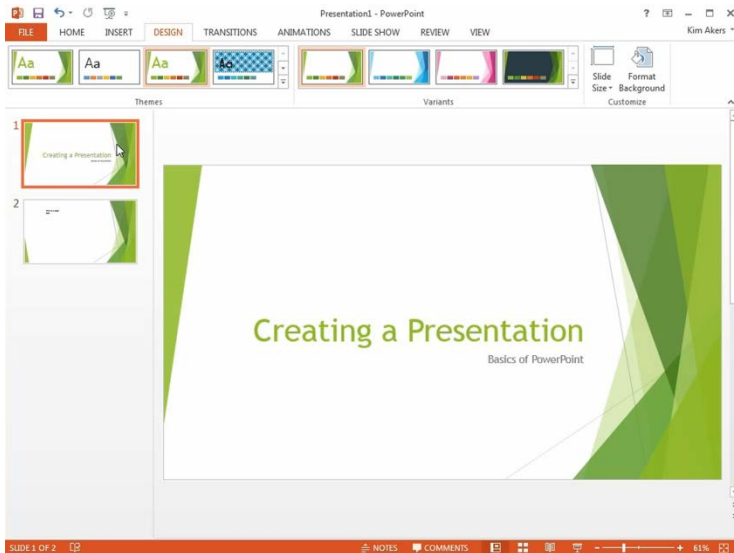 Presentation1 - PowerPoint
FILE HOME INSERT DESIGN TRANSITIONS ANIMATIONS SLIDE SHOW REVIEW VIEW Kim Akers
Aa Aa Aa Aa
Slide Size Format Background
Themes Variants Customize
1
Creating a Presentation
2
Creating a Presentation
Basics of PowerPoint
SLIDE 1 OF 2 NOTES COMMENTS 61%